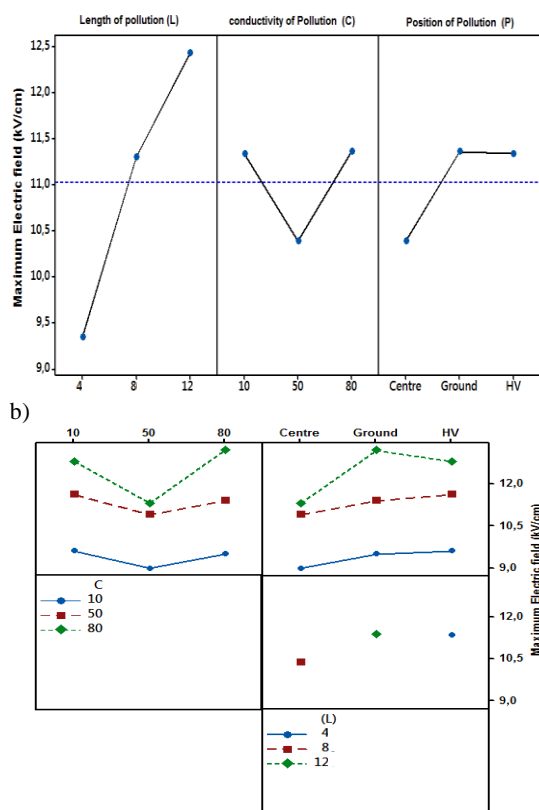 Length of pollution (L) conductivity of Pollution (C) Position of Pollution (P)
Maximum Electric field (kV/cm)
12,5
12,0
11,5
11,0
10,5
10,0
9,5
9,0
4 8 12 10 50 80 Centre Ground HV
b)
10 50 80 Centre Ground HV
12,0
10,5
9,0
Maximum Electric field (kV/cm)
C
10
50
80
12,0
10,5
9,0
(L)
4
8
12